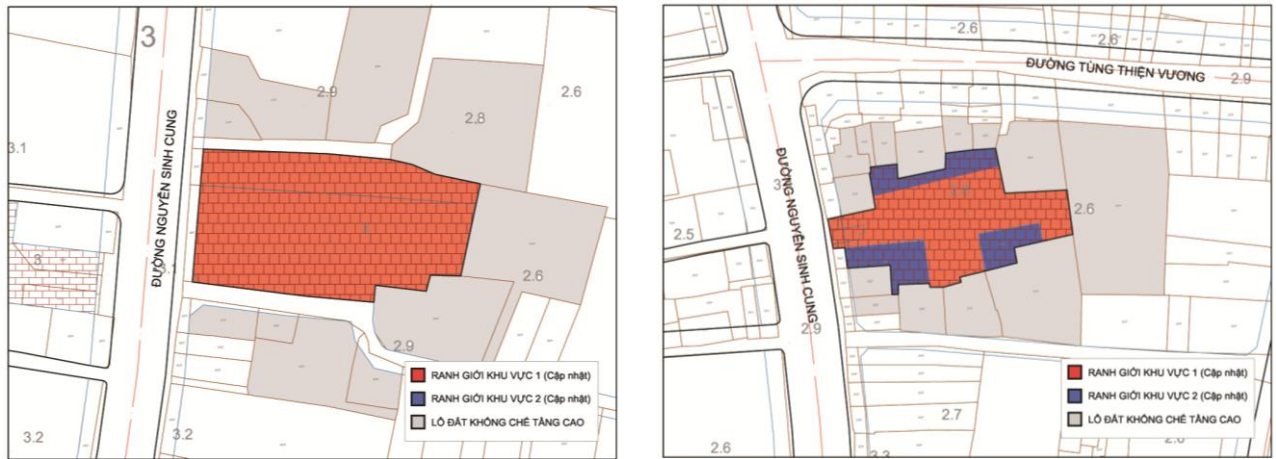 3
2.9
2.6
2.8
3.1
ĐƯỜNG NGUYỄN SINH CUNG
1
3
3.1
2.6
2.9
3.2
3.2
RANH GIỚI KHU VỰC 1 (Cập nhật)
RANH GIỚI KHU VỰC 2 (Cập nhật)
LÔ ĐẤT KHÔNG CHẾ TẦNG CAO
2.6
2.6
ĐƯỜNG TÙNG THIỆN VƯƠNG
2.9
ĐƯỜNG NGUYỄN SINH CUNG
2.5
2.6
2.9
2.7
2.6
3.3
RANH GIỚI KHU VỰC 1 (Cập nhật)
RANH GIỚI KHU VỰC 2 (Cập nhật)
LÔ ĐẤT KHÔNG CHẾ TẦNG CAO